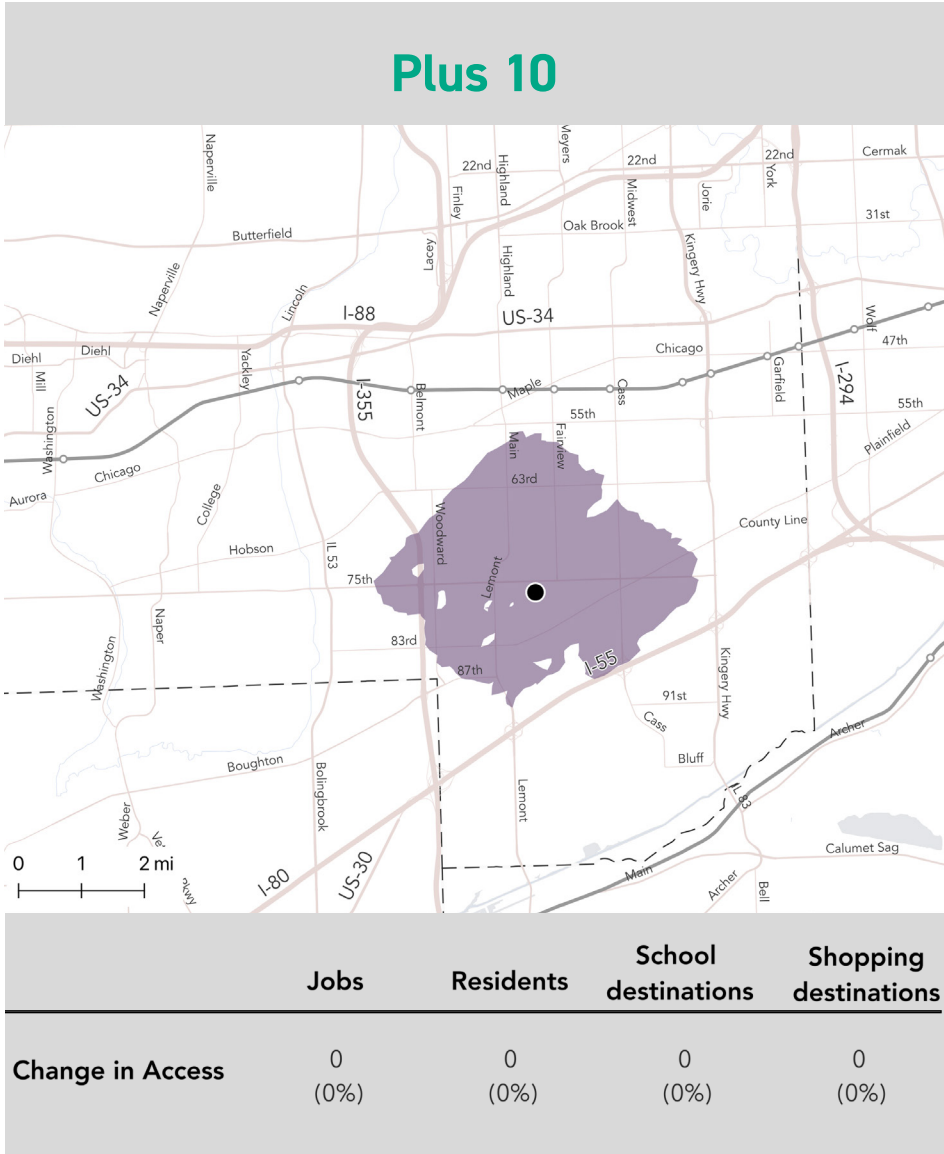 Plus 10
Naperville
22nd
Highland
Meyers
22nd
22nd
York
Cermak
Finley
Midwest
Jorie
31st
Butterfield
Lacey
Oak Brook
Highland
Kingery Hwy
Naperville
Lincoln
I-88
US-34
Wolf
47th
Diehl
Diehl
Mill
Yackley
Chicago
Garfield
I-294
US-34
I-355
Belmont
Maple
Cass
55th
55th
Washington
Main
Fairview
Plainfield
Chicago
63rd
Aurora
College
Woodward
County Line
Hobson
IL 53
75th
Lemont
Naper
83rd
Washington
87th
I-55
Kingery Hwy
91st
Cass
Archer
Boughton
Bluff
Bolingbrook
Lemont
IL 83
Weber
Ve
0 1 2 mi
I-80
US-30
kwy
Main
Archer
Bell
Calumet Sag
Jobs
Residents
School
destinations
Shopping
destinations
Change in Access
0
(0%)
0
(0%)
0
(0%)
0
(0%)